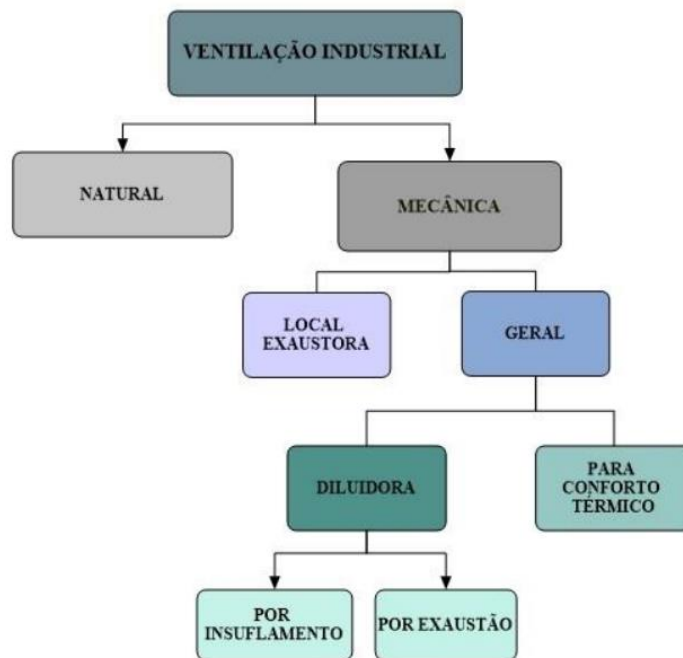 VENTILAÇÃO INDUSTRIAL
NATURAL
MECÂNICA
LOCAL
EXAUSTORA
GERAL
DILUIDORA
PARA
CONFORTO
TÉRMICO
POR
INSUFLAMENTO
POR EXAUSTÃO